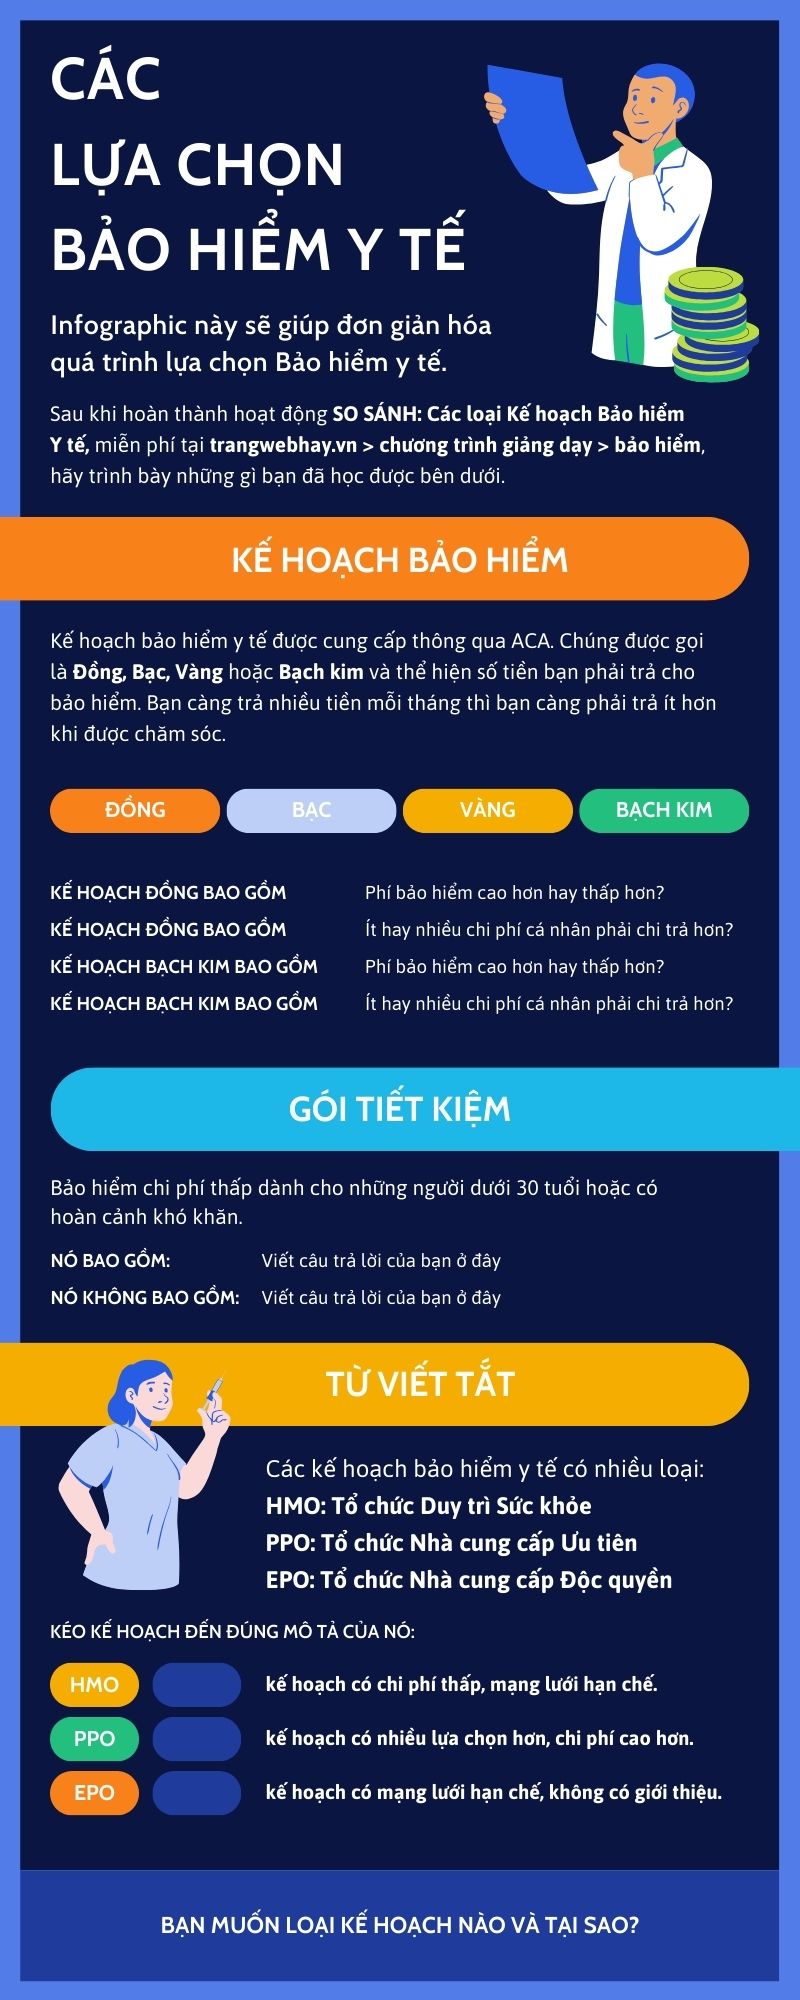 CÁC
LỰA CHỌN
BẢO HIỂM Y TẾ
Infographic này sẽ giúp đơn giản hóa
quá trình lựa chọn Bảo hiểm y tế.
Sau khi hoàn thành hoạt động SO SÁNH: Các loại Kế hoạch Bảo hiểm
Y tế, miễn phí tại trangwebhay.vn > chương trình giảng dạy > bảo hiểm,
hãy trình bày những gì bạn đã học được bên dưới.
KẾ HOẠCH BẢO HIỂM
Kế hoạch bảo hiểm y tế được cung cấp thông qua ACA. Chúng được gọi
là Đồng, Bạc, Vàng hoặc Bạch kim và thể hiện số tiền bạn phải trả cho
bảo hiểm. Bạn càng trả nhiều tiền mỗi tháng thì bạn càng phải trả ít hơn
khi được chăm sóc.
ĐỒNG BẠC VÀNG BẠCH KIM
KẾ HOẠCH ĐỒNG BAO GỒM Phí bảo hiểm cao hơn hay thấp hơn?
KẾ HOẠCH ĐỒNG BAO GỒM Ít hay nhiều chi phí cá nhân phải chi trả hơn?
KẾ HOẠCH BẠCH KIM BAO GỒM Phí bảo hiểm cao hơn hay thấp hơn?
KẾ HOẠCH BẠCH KIM BAO GỒM Ít hay nhiều chi phí cá nhân phải chi trả hơn?
GÓI TIẾT KIỆM
Bảo hiểm chi phí thấp dành cho những người dưới 30 tuổi hoặc có
hoàn cảnh khó khăn.
NÓ BAO GỒM: Viết câu trả lời của bạn ở đây
NÓ KHÔNG BAO GỒM: Viết câu trả lời của bạn ở đây
TỪ VIẾT TẮT
Các kế hoạch bảo hiểm y tế có nhiều loại:
HMO: Tổ chức Duy trì Sức khỏe
PPO: Tổ chức Nhà cung cấp Ưu tiên
EPO: Tổ chức Nhà cung cấp Độc quyền
KÉO KẾ HOẠCH ĐẾN ĐÚNG MÔ TẢ CỦA NÓ:
HMO kế hoạch có chi phí thấp, mạng lưới hạn chế.
PPO kế hoạch có nhiều lựa chọn hơn, chi phí cao hơn.
EPO kế hoạch có mạng lưới hạn chế, không có giới thiệu.
BẠN MUỐN LOẠI KẾ HOẠCH NÀO VÀ TẠI SAO?